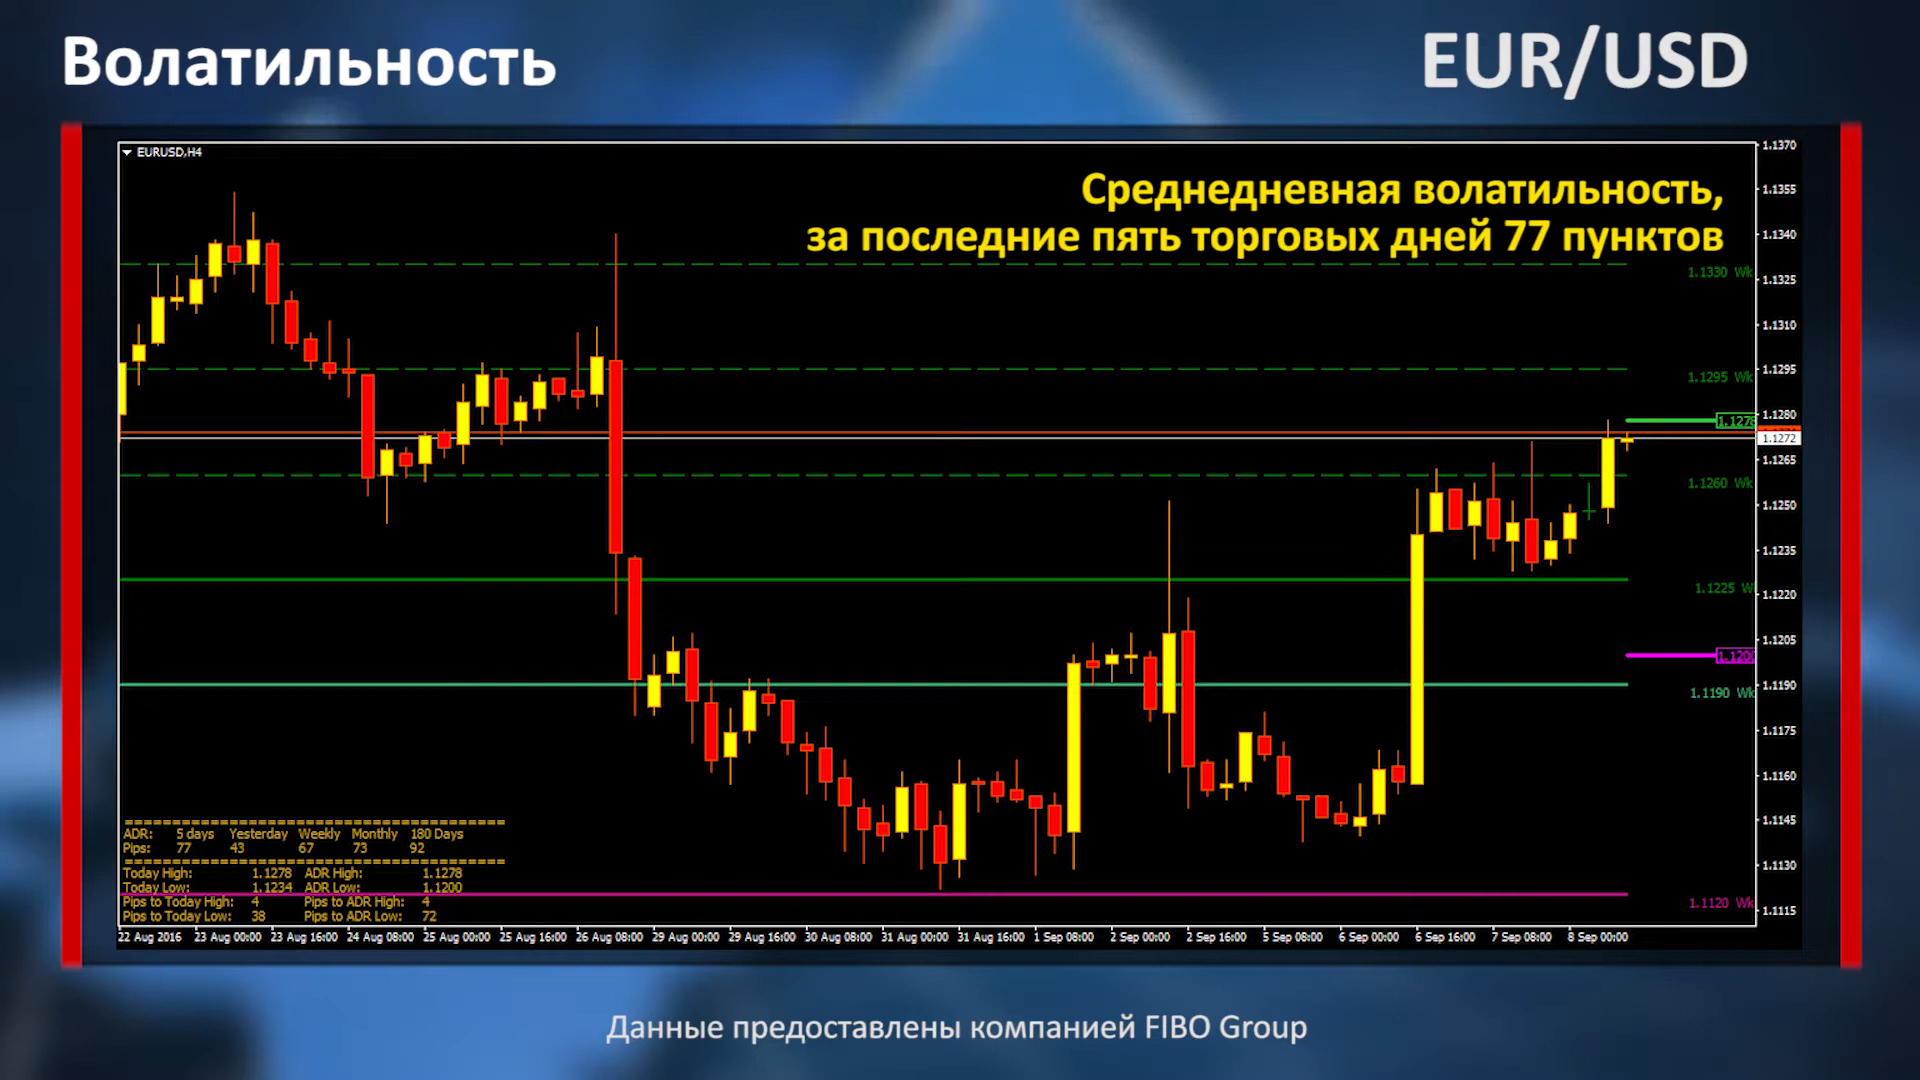 Волатильность
EUR/USD
EURUSD,H4
Среднедневная волатильность,
за последние пять торговых дней 77 пунктов
1.1370
1.1355
1.1340
1.1330 Wk
1.1325
1.1310
1.1295
1.1295 Wk
1.1280
1.1278
1.1272
1.1265
1.1260 Wk
1.1250
1.1235
1.1225 W
1.1220
1.1205
1.1200
1.1190
1.1190 Wk
1.1175
1.1160
1.1145
1.1130
1.1120 Wk
1.1115
====================================
ADR: 5 days Yesterday Weekly Monthly 180 Days
Pips: 77 43 67 73 92
====================================
Today High: 1.1278 ADR High: 1.1278
Today Low: 1.1234 ADR Low: 1.1200
Pips to Today High: 4 Pips to ADR High: 4
Pips to Today Low: 38 Pips to ADR Low: 72
22 Aug 2016 23 Aug 00:00 23 Aug 16:00 24 Aug 08:00 25 Aug 00:00 25 Aug 16:00 26 Aug 08:00 29 Aug 00:00 29 Aug 16:00 30 Aug 08:00 31 Aug 00:00 31 Aug 16:00 1 Sep 08:00 2 Sep 00:00 2 Sep 16:00 5 Sep 08:00 6 Sep 00:00 6 Sep 16:00 7 Sep 08:00 8 Sep 00:00
Данные предоставлены компанией FIBO Group